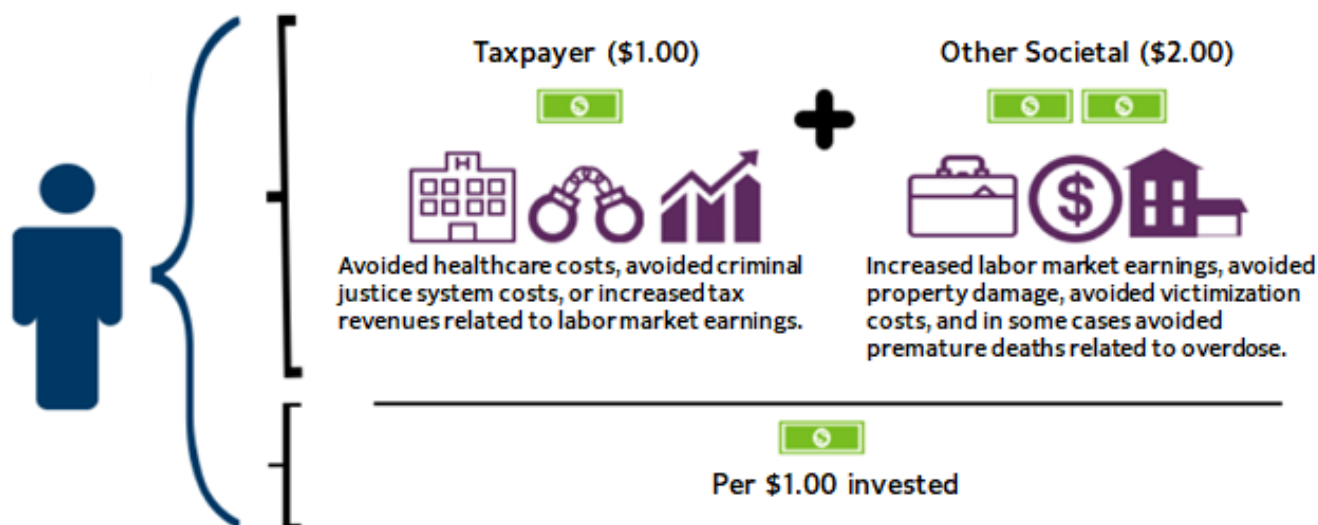 Taxpayer ($1.00)
Other Societal ($2.00)
H
$
Avoided healthcare costs, avoided criminal
justice system costs, or increased tax
revenues related to labor market earnings.
Increased labor market earnings, avoided
property damage, avoided victimization
costs, and in some cases avoided
premature deaths related to overdose.
Per $1.00 invested